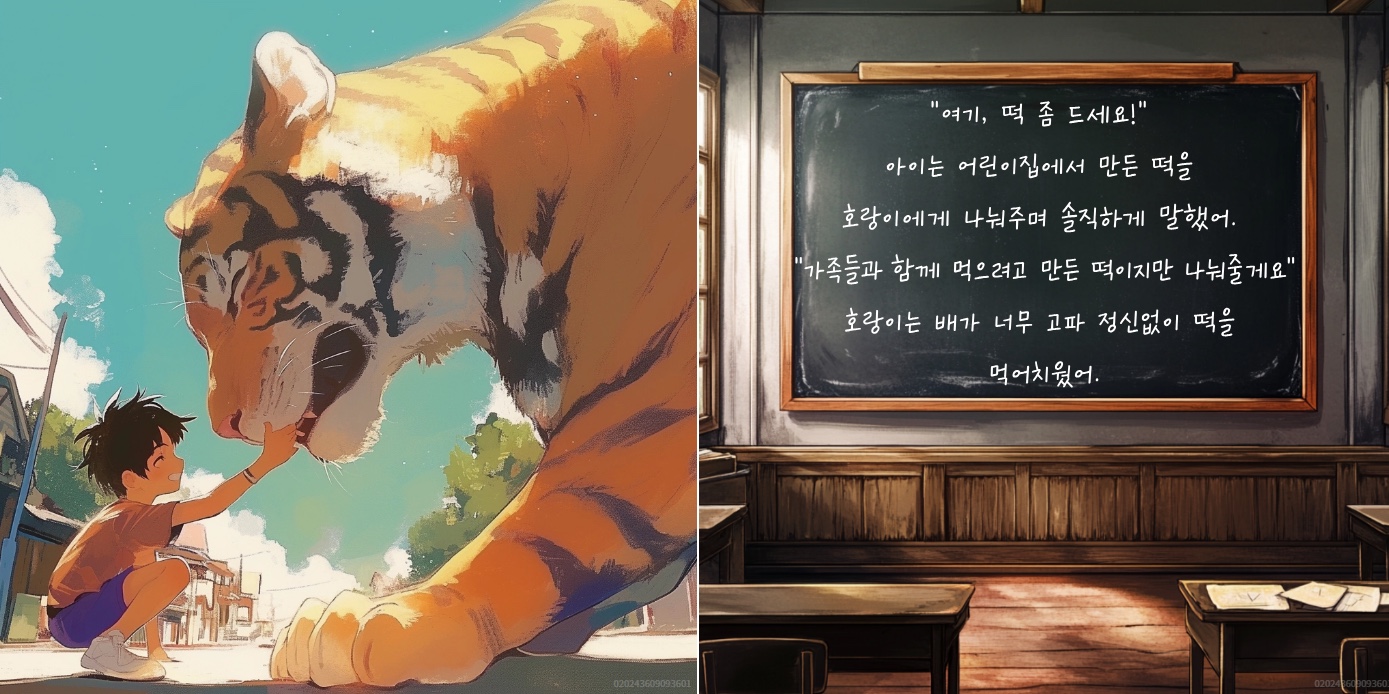 "여기, 떡 좀 드세요!"
아이는 어린이집에서 만든 떡을
호랑이에게 나눠주며 솔직하게 말했어.
"가족들과 함께 먹으려고 만든 떡이지만 나눠줄게요"
호랑이는 배가 너무 고파 정신없이 떡을
먹어치웠어.
020243609093601
020243609093601